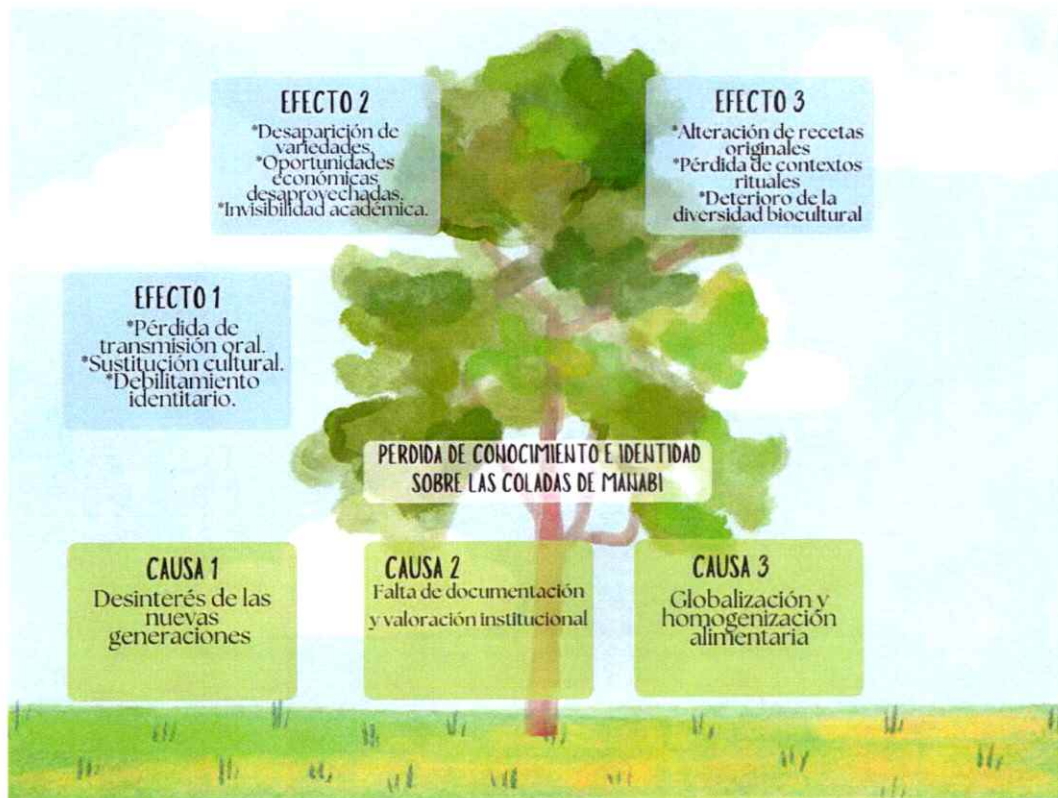 EFECTO 2
*Desaparición de
variedades.
*Oportunidades
económicas
desaprovechadas.
*Invisibilidad académica.
EFECTO 3
*Alteración de recetas
originales
*Pérdida de contextos
rituales
*Deterioro de la
diversidad biocultural
EFECTO 1
*Pérdida de
transmisión oral.
*Sustitución cultural.
*Debilitamiento
identitario.
PERDIDA DE CONOCIMIENTO E IDENTIDAD
SOBRE LAS COLADAS DE MANABI
CAUSA 1
Desinterés de las
nuevas
generaciones
CAUSA 2
Falta de documentación
y valoración institucional
CAUSA 3
Globalización y
homogenización
alimentaria